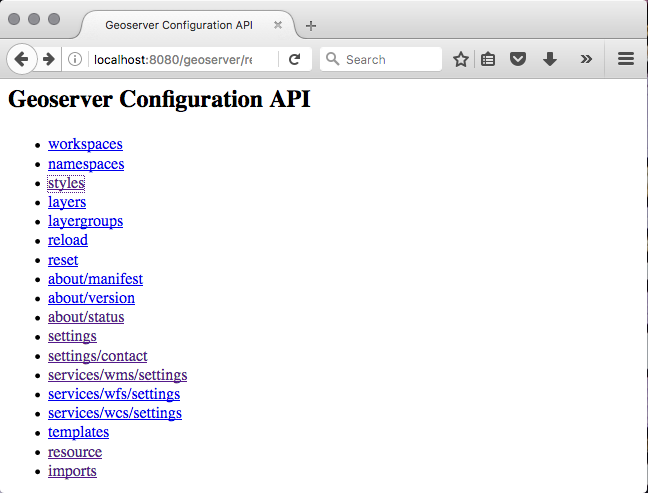 Geoserver Configuration API
localhost:8080/geoserver/re
Search
Geoserver Configuration API
workspaces
namespaces
styles
layers
layergroups
reload
reset
about/manifest
about/version
about/status
settings
settings/contact
services/wms/settings
services/wfs/settings
services/wcs/settings
templates
resource
imports